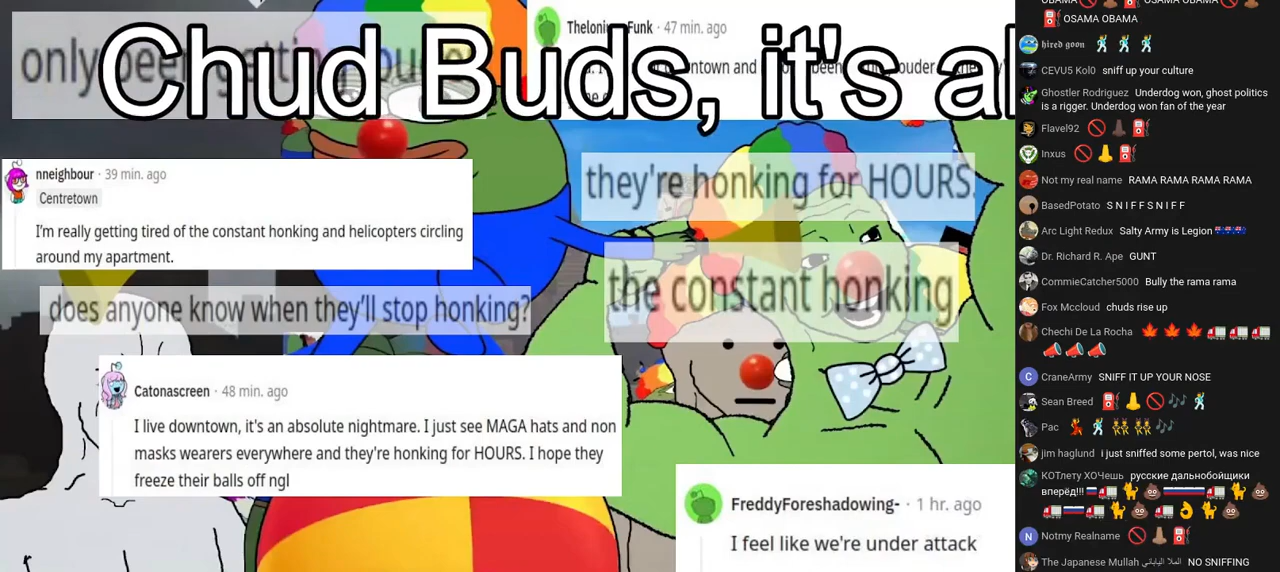 only been getting louder
Chud Buds, it's al
Thelonious Funk · 47 min. ago
nneighbour · 39 min. ago
Centretown
I'm really getting tired of the constant honking and helicopters circling
around my apartment.
does anyone know when they'll stop honking?
they're honking for HOURS.
the constant honking
Catonascreen · 48 min. ago
I live downtown, it's an absolute nightmare. I just see MAGA hats and non
masks wearers everywhere and they're honking for HOURS. I hope they
freeze their balls off ngl
FreddyForeshadowing- · 1 hr. ago
I feel like we're under attack
OSAMA OBAMA
hired goon 🕺🕺🕺
CEVU5 Kol0 sniff up your culture
Ghostler Rodriguez Underdog won, ghost politics
is a rigger. Underdog won fan of the year
Flavel92 🚫👃🏿⛽
Inxus 🚫👃⛽
Not my real name RAMA RAMA RAMA RAMA
BasedPotato S N I F F S N I F F
Arc Light Redux Salty Army is Legion 🇦🇺🇦🇺🇦🇺
Dr. Richard R. Ape GUNT
CommieCatcher5000 Bully the rama rama
Fox Mccloud chuds rise up
Chechi De La Rocha 🍁🍁🍁🚛🚛🚛
📣📣📣
C CraneArmy SNIFF IT UP YOUR NOSE
Sean Breed ⛽👃🚫🎶🕺
Pac 💃🕺👯👯🎶
jim haglund i just sniffed some pertol, was nice
КОТлету ХОЧешь русские дальнобойщики
вперёд!!!
N Notmy Realname 🚫👃🏽⛽
The Japanese Mullah الملا الياباني NO SNIFFING